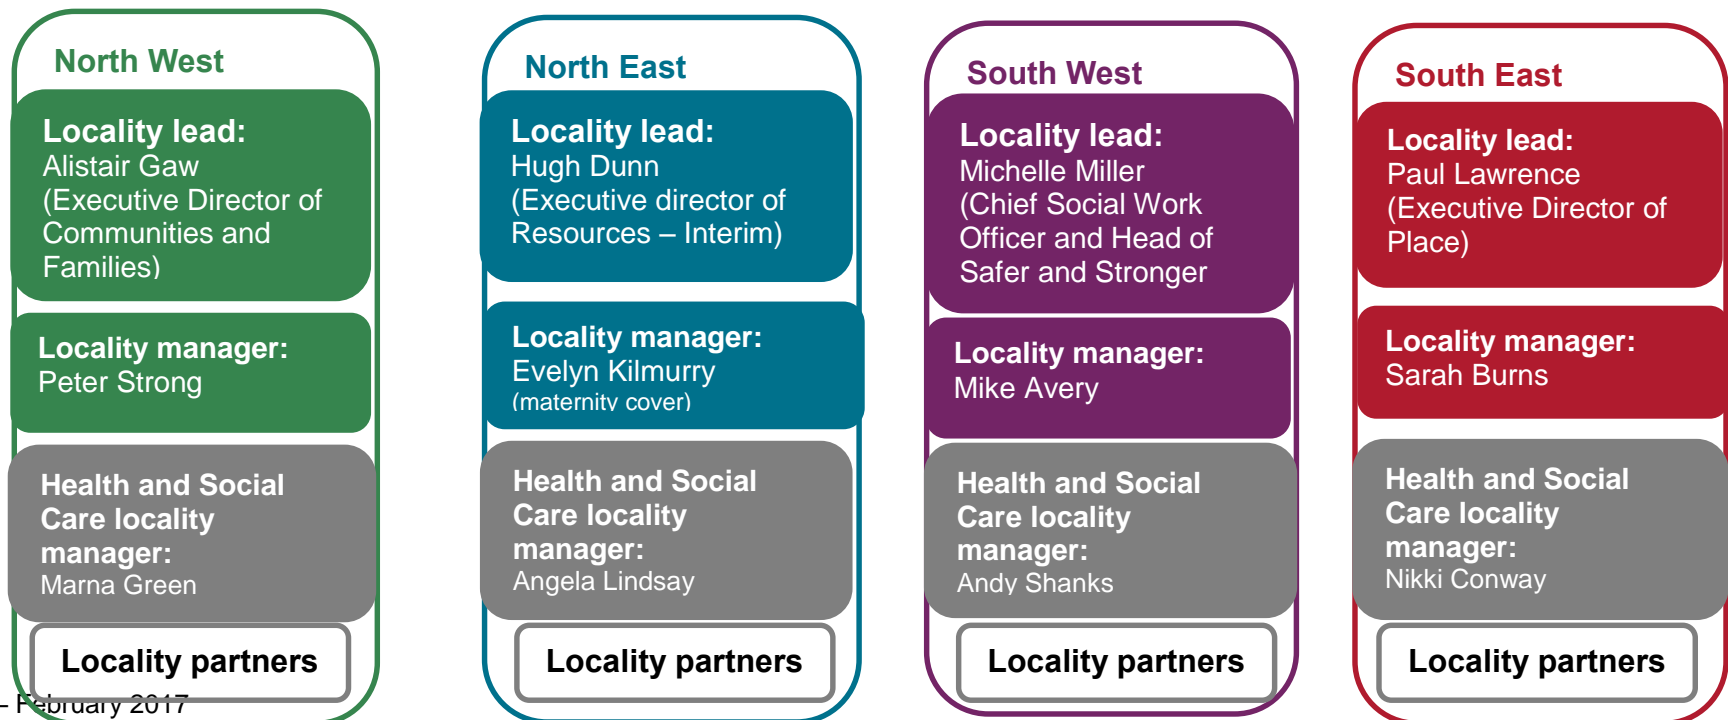 North West
Locality lead:
Alistair Gaw
(Executive Director of
Communities and
Families)
Locality manager:
Peter Strong
Health and Social
Care locality
manager:
Marna Green
Locality partners
North East
Locality lead:
Hugh Dunn
(Executive director of
Resources – Interim)
Locality manager:
Evelyn Kilmurry
(maternity cover)
Health and Social
Care locality
manager:
Angela Lindsay
Locality partners
South West
Locality lead:
Michelle Miller
(Chief Social Work
Officer and Head of
Safer and Stronger
Locality manager:
Mike Avery
Health and Social
Care locality
manager:
Andy Shanks
Locality partners
South East
Locality lead:
Paul Lawrence
(Executive Director of
Place)
Locality manager:
Sarah Burns
Health and Social
Care locality
manager:
Nikki Conway
Locality partners
– February 2017